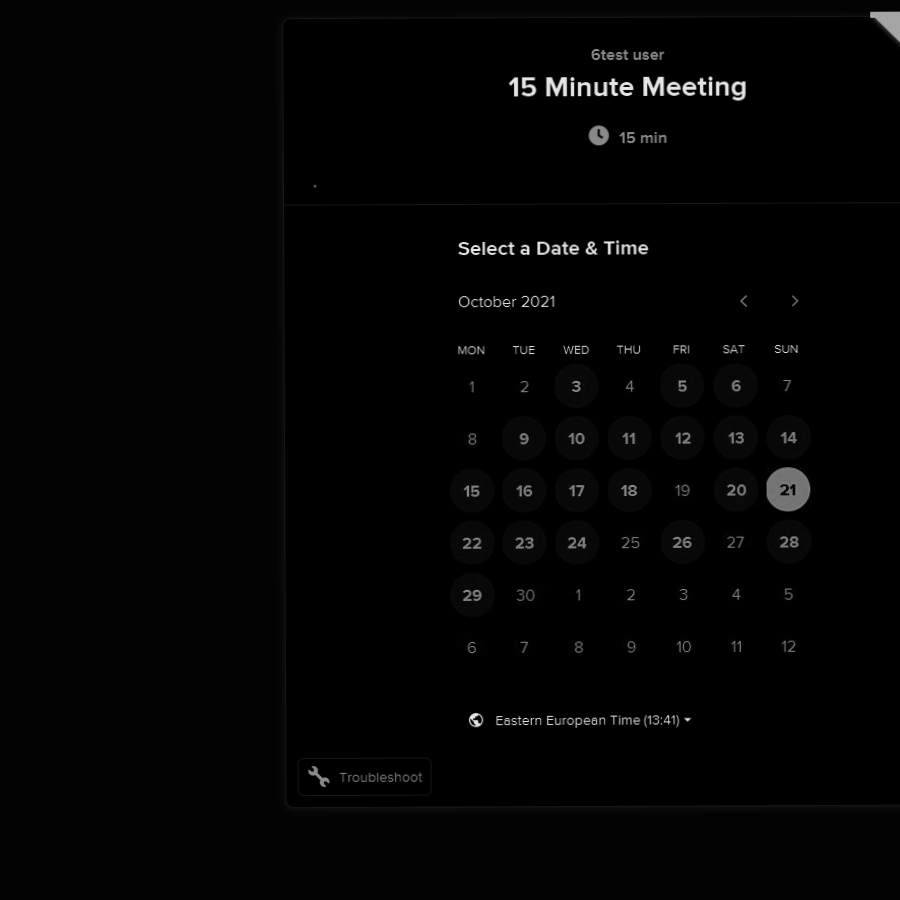 6test user
15 Minute Meeting
15 min
Select a Date & Time
October 2021
MON TUE WED THU FRI SAT SUN
1 2 3 4 5 6 7
8 9 10 11 12 13 14
15 16 17 18 19 20 21
22 23 24 25 26 27 28
29 30 1 2 3 4 5
6 7 8 9 10 11 12
Eastern European Time (13:41)
Troubleshoot